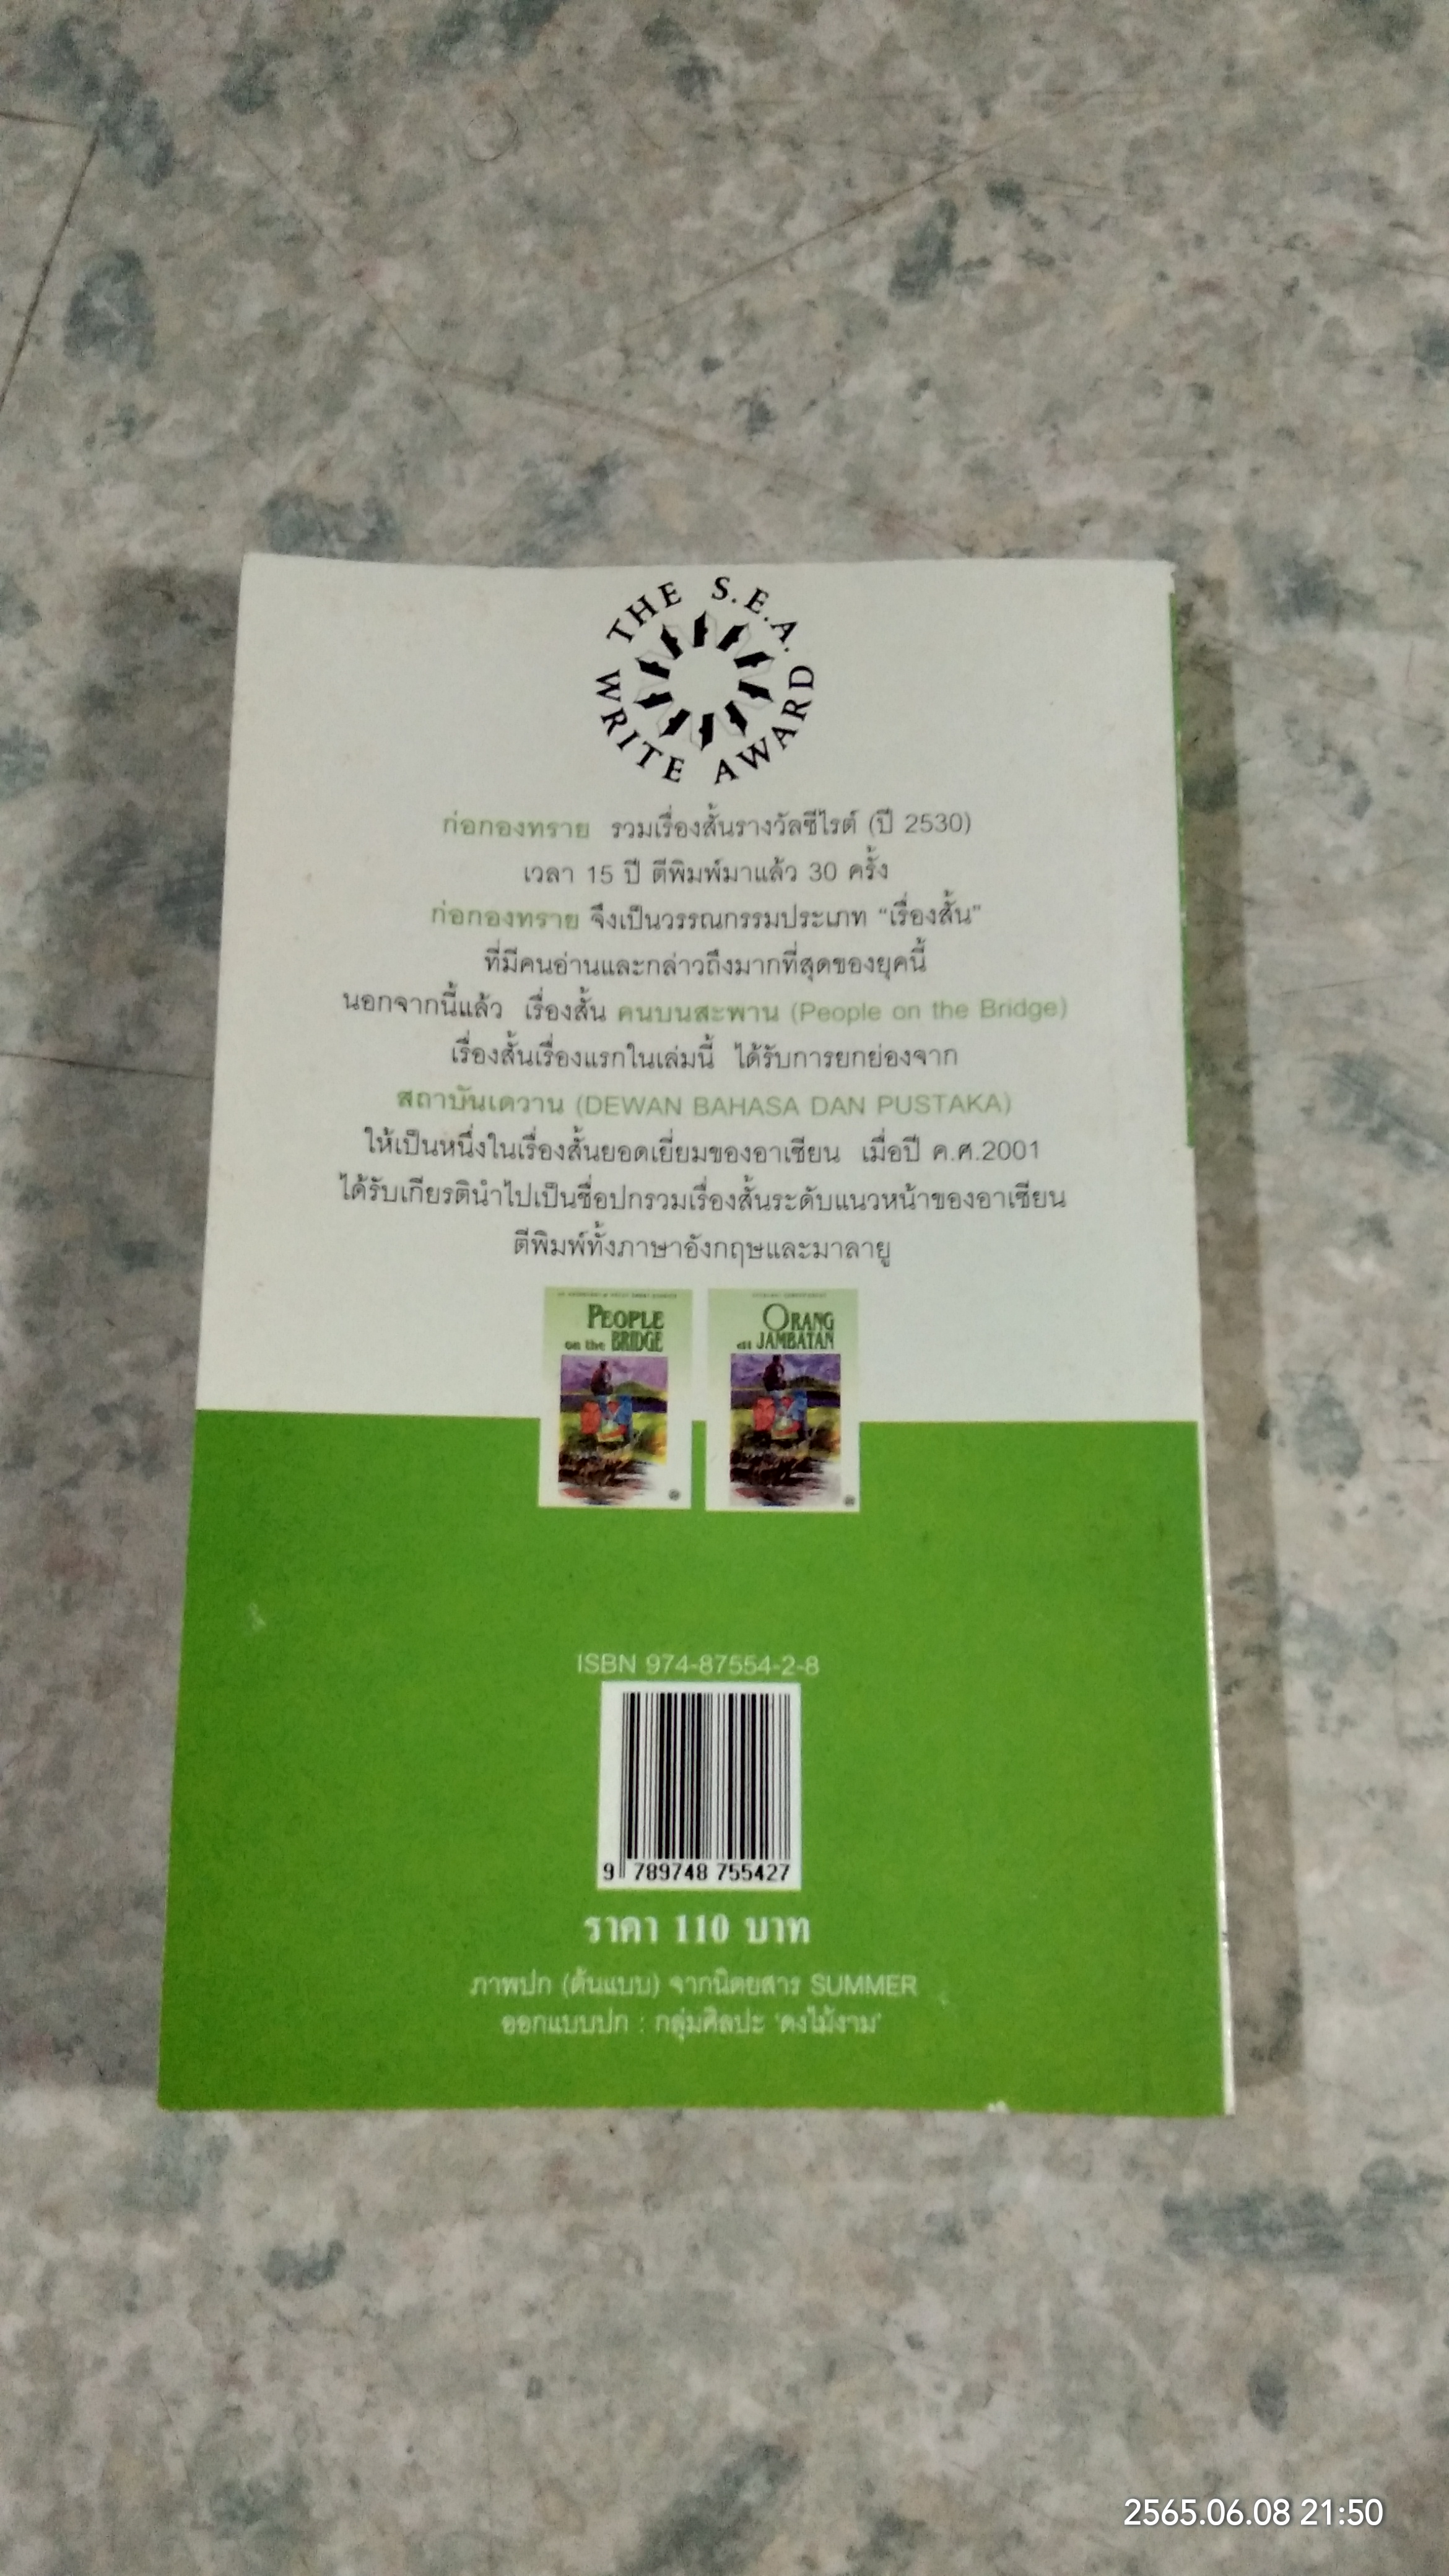 THE S.E.A. WRITE AWARD
ก่อกองทราย รวมเรื่องสั้นรางวัลซีไรต์ (ปี 2530)
เวลา 15 ปี ตีพิมพ์มาแล้ว 30 ครั้ง
ก่อกองทราย จึงเป็นวรรณกรรมประเภท “เรื่องสั้น”
ที่มีคนอ่านและกล่าวถึงมากที่สุดของยุคนี้
นอกจากนี้แล้ว เรื่องสั้น คนบนสะพาน (People on the Bridge)
เรื่องสั้นเรื่องแรกในเล่มนี้ ได้รับการยกย่องจาก
สถาบันเดวาน (DEWAN BAHASA DAN PUSTAKA)
ให้เป็นหนึ่งในเรื่องสั้นยอดเยี่ยมของอาเซียน เมื่อปี ค.ศ.2001
ได้รับเกียรตินำไปเป็นชื่อปกรวมเรื่องสั้นระดับแนวหน้าของอาเซียน
ตีพิมพ์ทั้งภาษาอังกฤษและมาลายู
PEOPLE
on the BRIDGE
ORANG
di JAMBATAN
ISBN 974-87554-2-8
9 789748 755427
ราคา 110 บาท
ภาพปก (ต้นแบบ) จากนิตยสาร SUMMER
ออกแบบปก : กลุ่มศิลปะ 'ดงไม้งาม'
2565.06.08 21:50